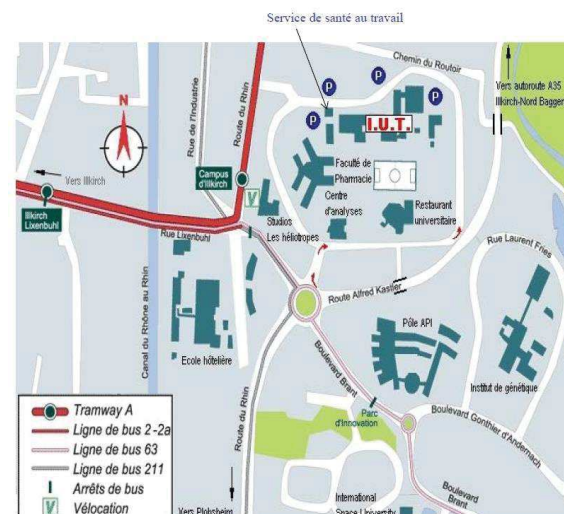 Service de santé au travail
Chemin du Routoir
Vers autoroute A35
Illkirch-Nord Bagger
P
P
P
P
I.U.T.
N
Rue de l'Industrie
Route du Rhin
Vers Illkirch
Campus
d'Illkirch
V
Illkirch
Lixenbuhl
Rue Lixenbuhl
Studios
Les héliotropes
Faculté de
Pharmacie
Centre
d'analyses
Restaurant
universitaire
Rue Laurent Fries
Canal du Rhône au Rhin
Route Alfred Kastler
Ecole hôtelière
Pôle API
Institut de génétique
Boulevard Brant
Parc
d'Innovation
Boulevard Gonthier d'Andernach
Route du Rhin
Vers Plobsheim
International
Space University
Boulevard
Brant
Tramway A
Ligne de bus 2-2a
Ligne de bus 63
Ligne de bus 211
Arrêts de bus
V
Vélocation